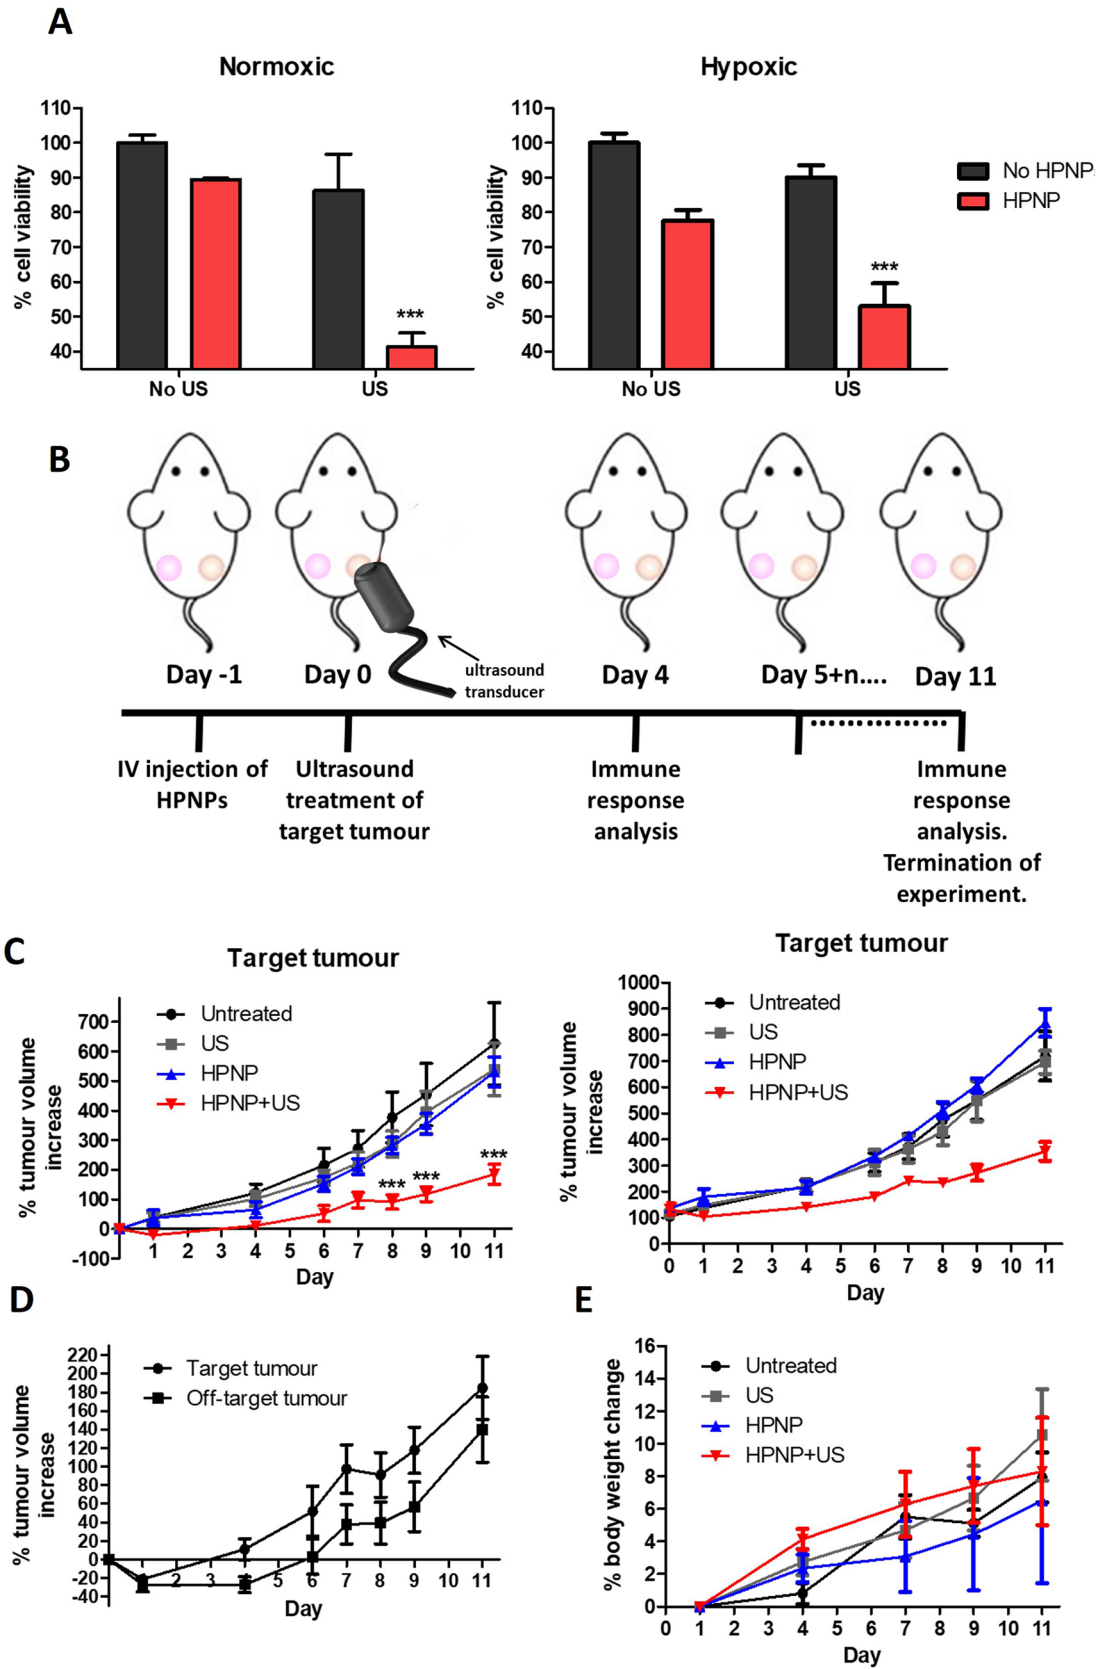 A
Normoxic
Hypoxic
110
100
90
80
70
60
50
40
% cell viability
No US
US
***
110
100
90
80
70
60
50
40
% cell viability
No US
US
***
No HPNPs
HPNP
B
Day -1
Day 0
ultrasound
transducer
Day 4
Day 5+n....
Day 11
IV injection of
HPNPs
Ultrasound
treatment of
target tumour
Immune
response
analysis
Immune
response
analysis.
Termination of
experiment.
C
Target tumour
% tumour volume
increase
700
600
500
400
300
200
100
0
-100
Untreated
US
HPNP
HPNP+US
***
***
***
1 2 3 4 5 6 7 8 9 10 11
Day
Target tumour
% tumour volume
increase
1000
900
800
700
600
500
400
300
200
100
0
Untreated
US
HPNP
HPNP+US
0 1 2 3 4 5 6 7 8 9 10 11
Day
D
% tumour volume
increase
220
200
180
160
140
120
100
80
60
40
20
0
-20
-40
Target tumour
Off-target tumour
2 3 4 5 6 7 8 9 10 11
Day
E
% body weight change
16
14
12
10
8
6
4
2
0
Untreated
US
HPNP
HPNP+US
0 1 2 3 4 5 6 7 8 9 10 11
Day